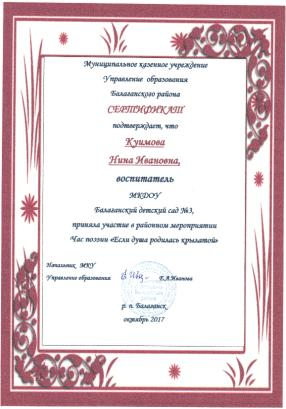 Муниципальное казенное учреждение
Управление образования
Балаганского района
СЕРТИФИКАТ
подтверждает, что
Куимова
Нина Ивановна,
воспитатель
МКДОУ
Балаганский детский сад №3,
приняла участие в районном мероприятии
Час поэзии «Если душа родилась крылатой»
Начальник МКУ
Управление образования Е.А.Иванова
р. п. Балаганск
октябрь 2017